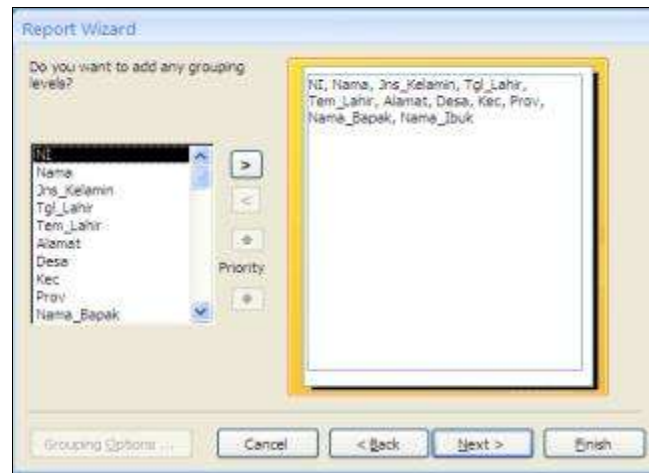 Report Wizard
Do you want to add any grouping
levels?
NI
Nama
Jns_Kelamin
Tgl_Lahir
Tem_Lahir
Alamat
Desa
Kec
Prov
Nama_Bapak
>
<
Priority
NI, Nama, Jns_Kelamin, Tgl_Lahir,
Tem_Lahir, Alamat, Desa, Kec, Prov,
Nama_Bapak, Nama_Ibuk
Grouping Options ...
Cancel
< Back
Next >
Finish